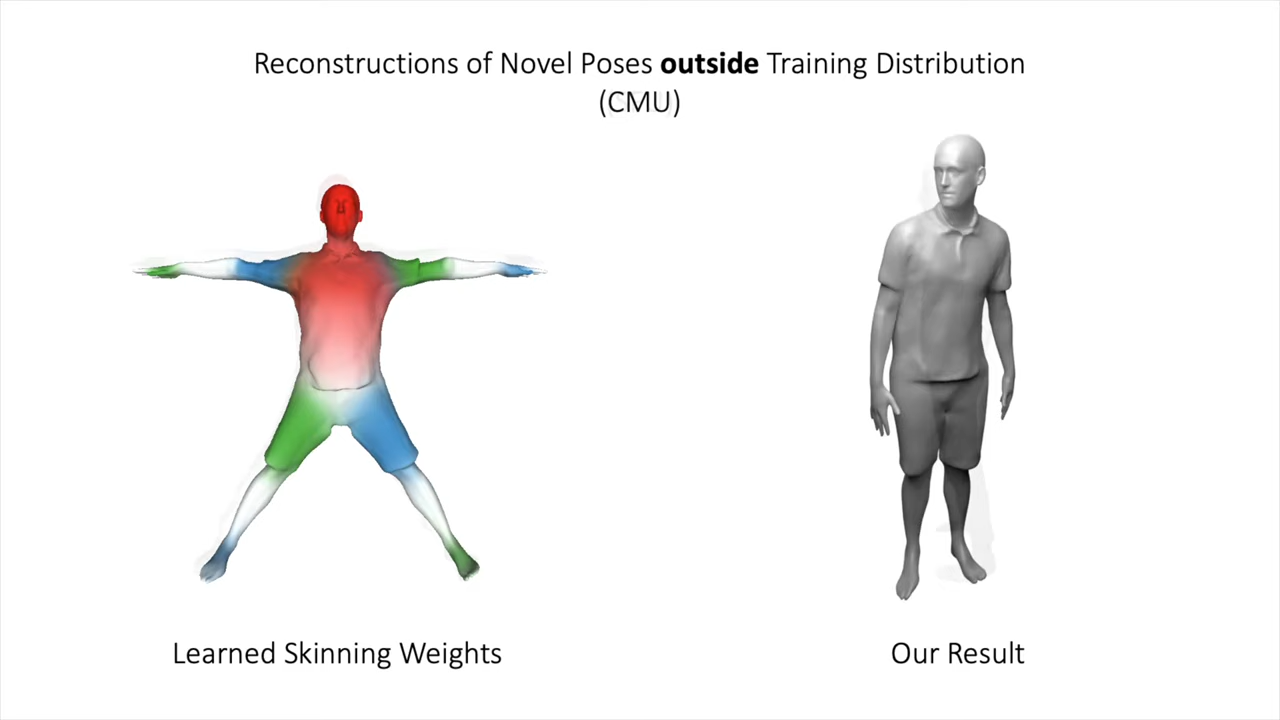 Reconstructions of Novel Poses outside Training Distribution
(CMU)
Learned Skinning Weights
Our Result